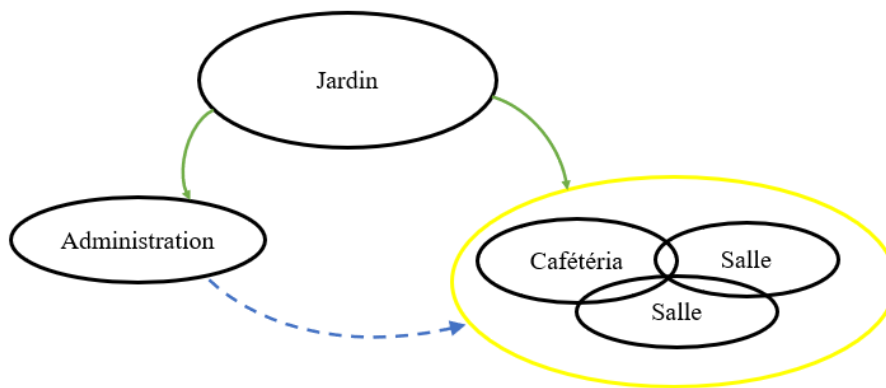 Jardin
Administration
Cafétéria
Salle
Salle